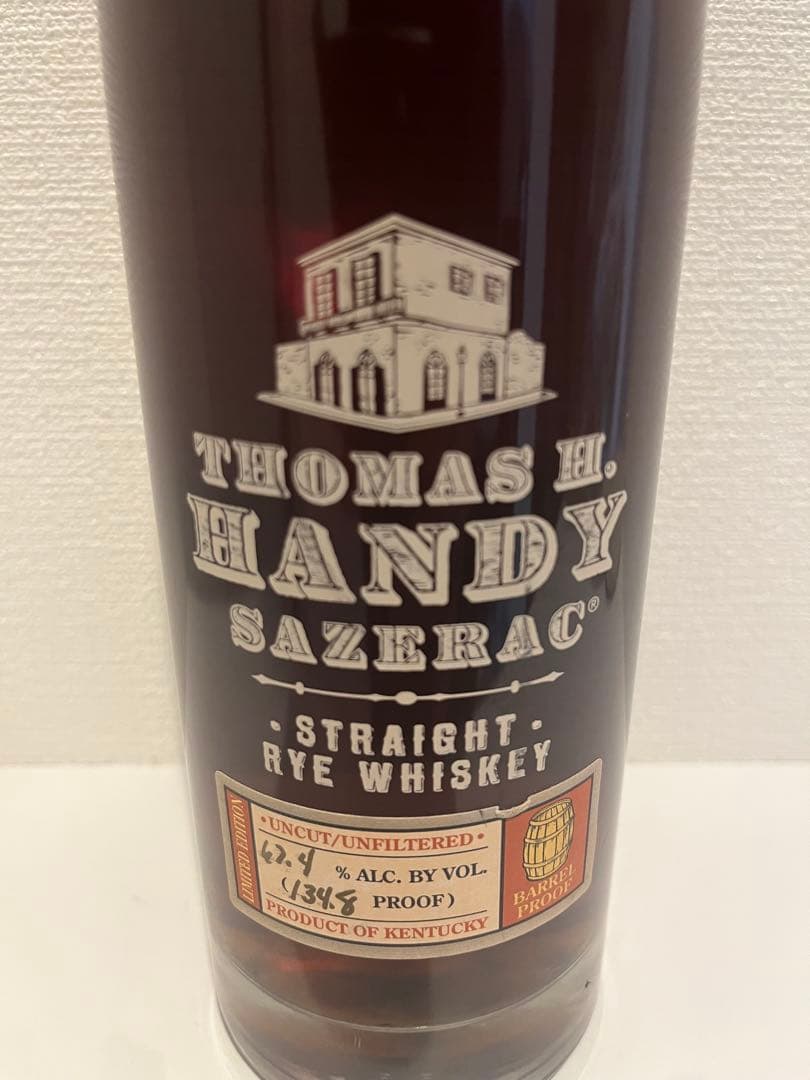 THOMAS H.
HANDY
SAZERAC®
· STRAIGHT ·
RYE WHISKEY
LIMITED EDITION
• UNCUT/UNFILTERED •
67.4 % ALC. BY VOL.
(134.8 PROOF)
PRODUCT OF KENTUCKY
BARREL
PROOF